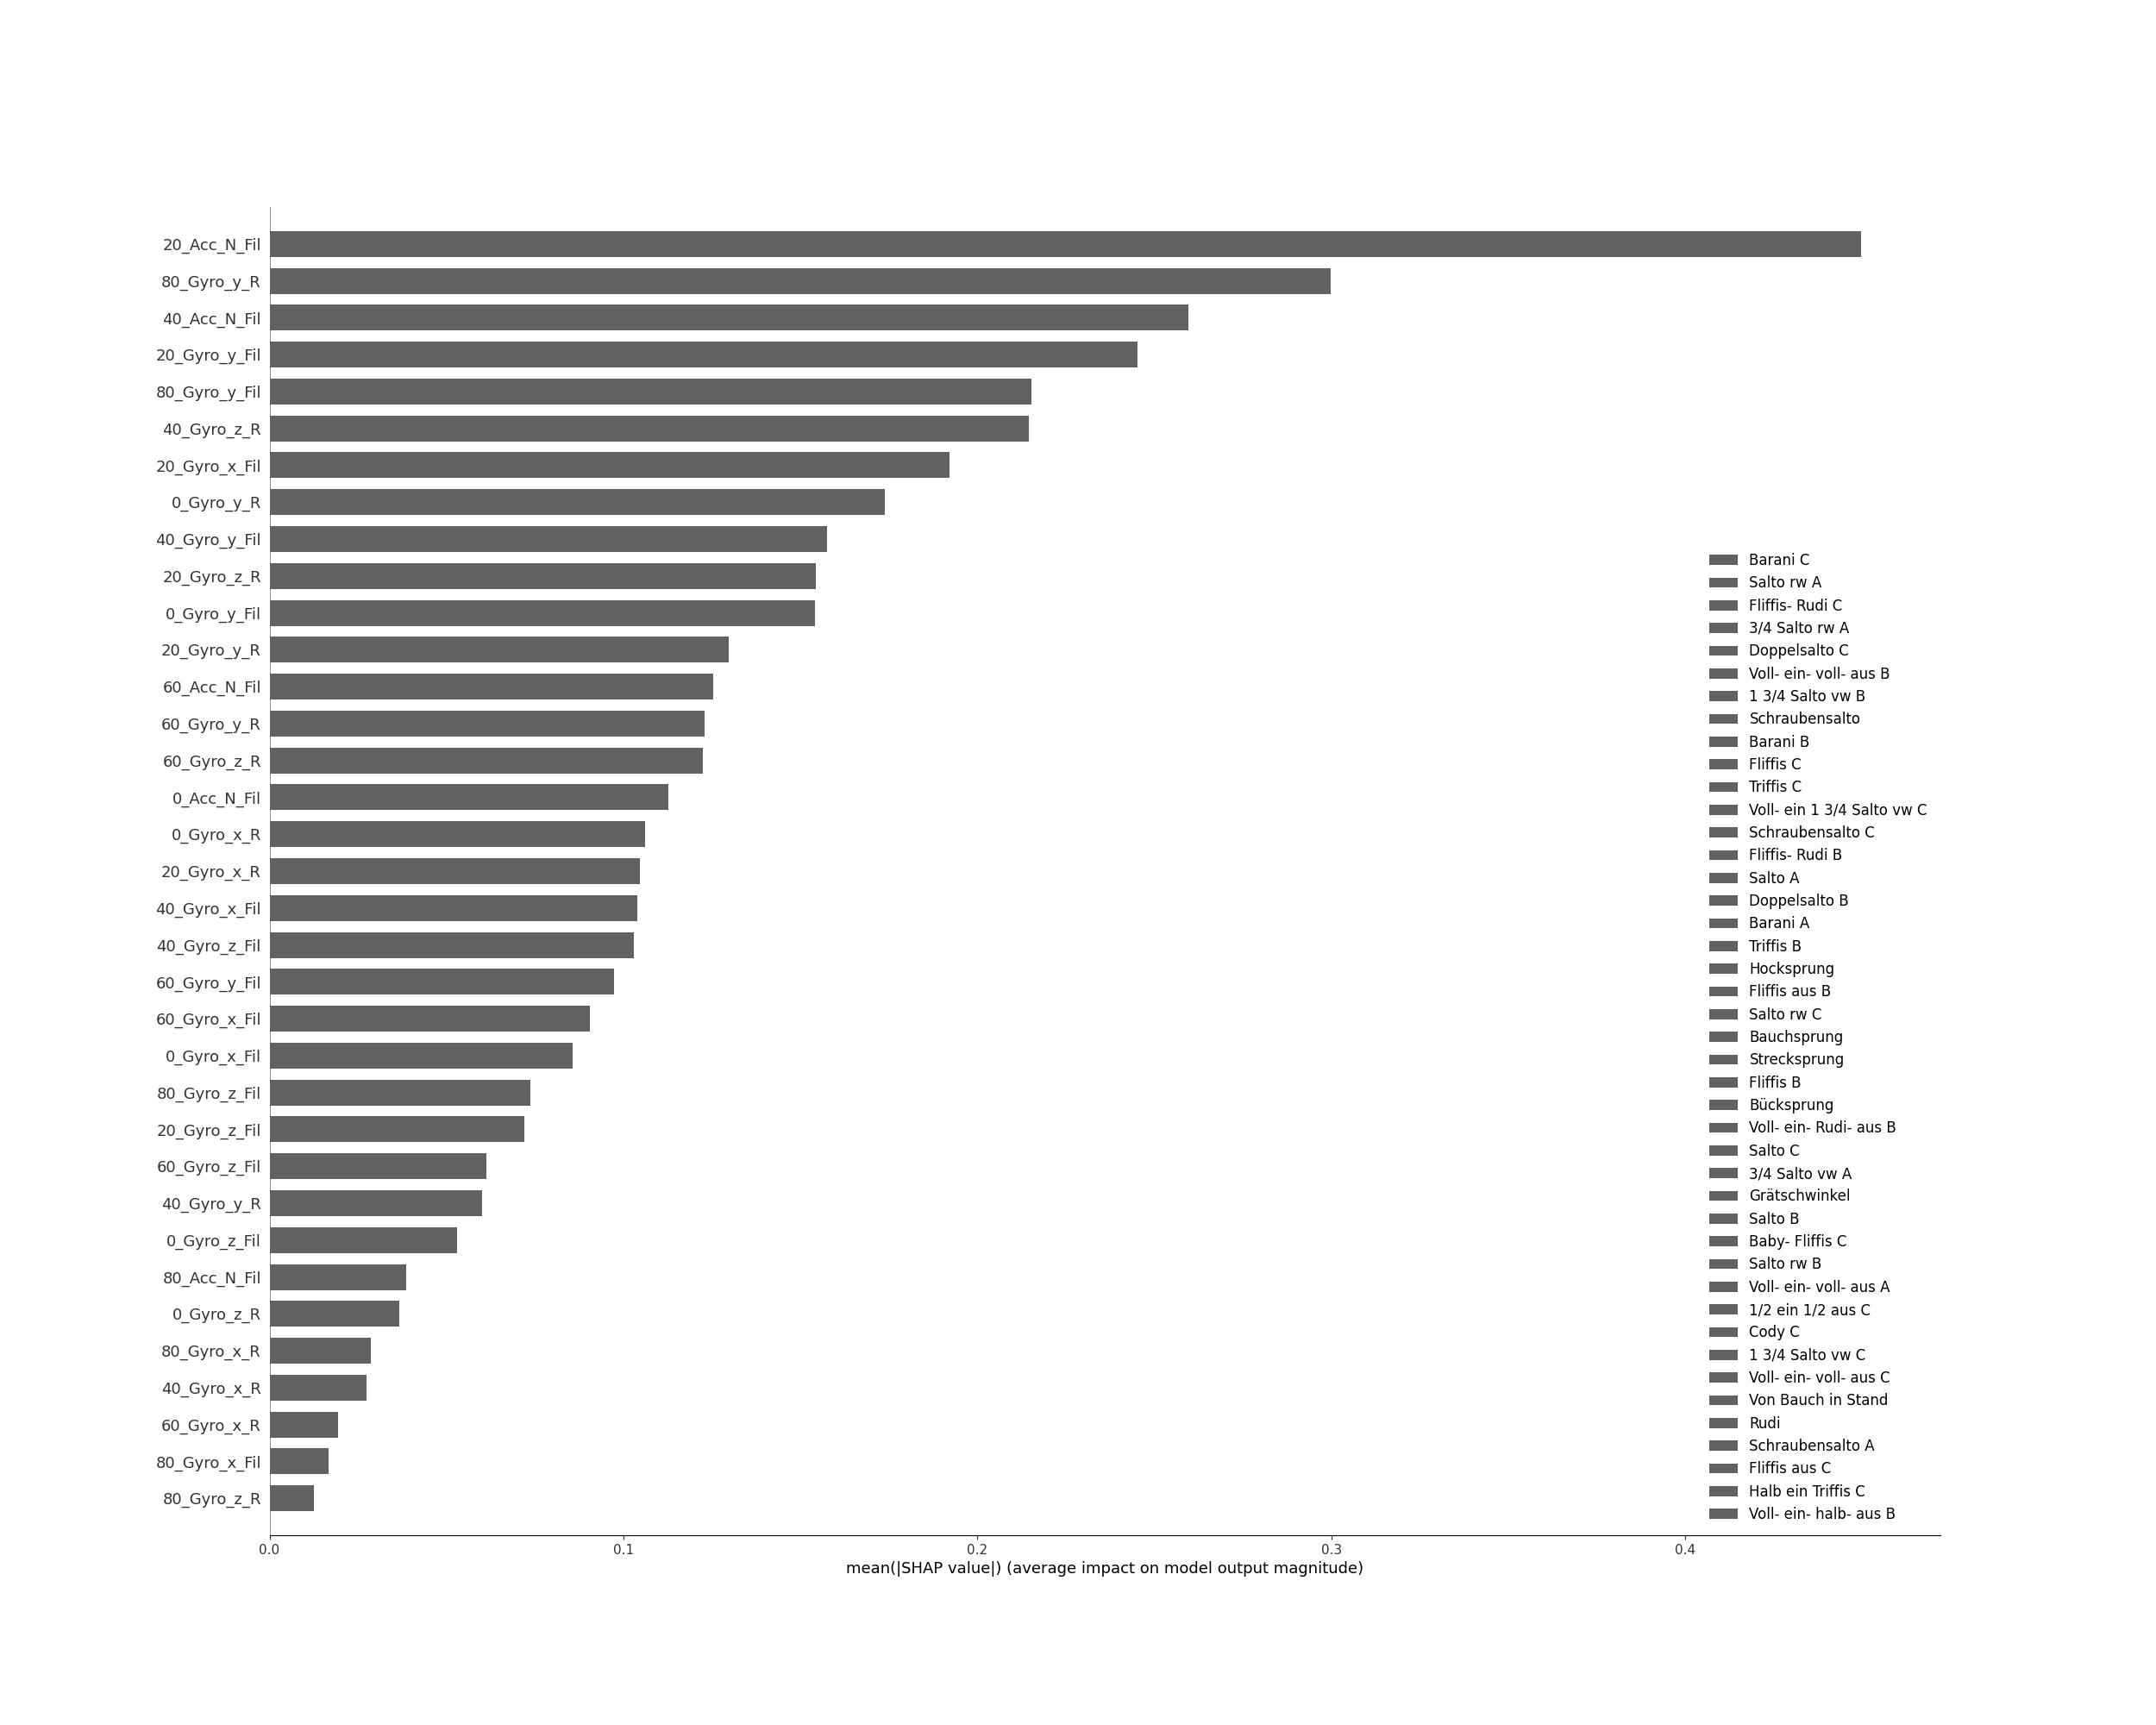 20_Acc_N_Fil
80_Gyro_y_R
40_Acc_N_Fil
20_Gyro_y_Fil
80_Gyro_y_Fil
40_Gyro_z_R
20_Gyro_x_Fil
0_Gyro_y_R
40_Gyro_y_Fil
20_Gyro_z_R
0_Gyro_y_Fil
20_Gyro_y_R
60_Acc_N_Fil
60_Gyro_y_R
60_Gyro_z_R
0_Acc_N_Fil
0_Gyro_x_R
20_Gyro_x_R
40_Gyro_x_Fil
40_Gyro_z_Fil
60_Gyro_y_Fil
60_Gyro_x_Fil
0_Gyro_x_Fil
80_Gyro_z_Fil
20_Gyro_z_Fil
60_Gyro_z_Fil
40_Gyro_y_R
0_Gyro_z_Fil
80_Acc_N_Fil
0_Gyro_z_R
80_Gyro_x_R
40_Gyro_x_R
60_Gyro_x_R
80_Gyro_x_Fil
80_Gyro_z_R
Barani C
Salto rw A
Fliffis- Rudi C
3/4 Salto rw A
Doppelsalto C
Voll- ein- voll- aus B
1 3/4 Salto vw B
Schraubensalto
Barani B
Fliffis C
Triffis C
Voll- ein 1 3/4 Salto vw C
Schraubensalto C
Fliffis- Rudi B
Salto A
Doppelsalto B
Barani A
Triffis B
Hocksprung
Fliffis aus B
Salto rw C
Bauchsprung
Strecksprung
Fliffis B
Bücksprung
Voll- ein- Rudi- aus B
Salto C
3/4 Salto vw A
Grätschwinkel
Salto B
Baby- Fliffis C
Salto rw B
Voll- ein- voll- aus A
1/2 ein 1/2 aus C
Cody C
1 3/4 Salto vw C
Voll- ein- voll- aus C
Von Bauch in Stand
Rudi
Schraubensalto A
Fliffis aus C
Halb ein Triffis C
Voll- ein- halb- aus B
0.0 0.1 0.2 0.3 0.4
mean(|SHAP value|) (average impact on model output magnitude)